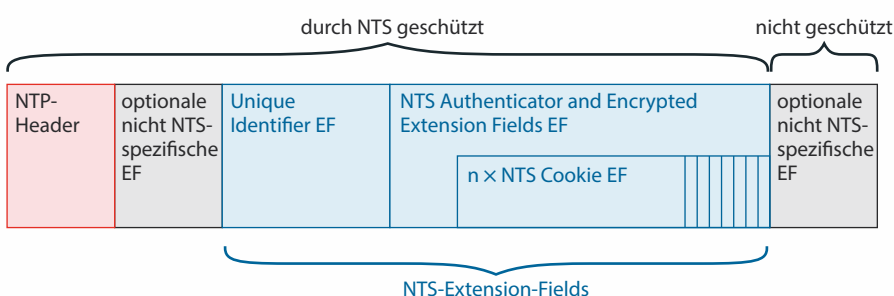 durch NTS geschützt
nicht geschützt
NTP-
Header
optionale
nicht NTS-
spezifische
EF
Unique
Identifier EF
NTS Authenticator and Encrypted
Extension Fields EF
n × NTS Cookie EF
optionale
nicht NTS-
spezifische
EF
NTS-Extension-Fields